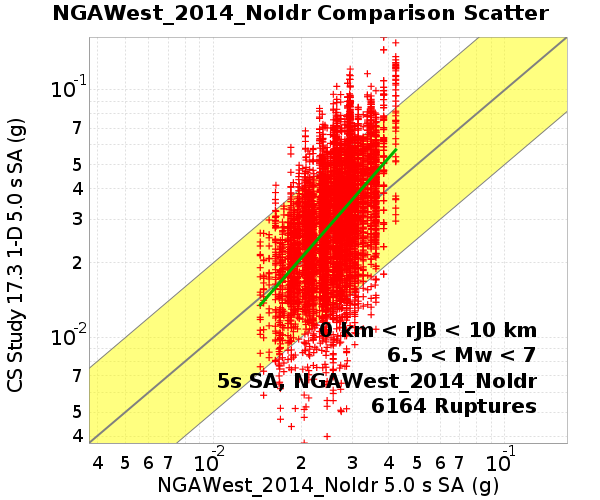 NGAWest_2014_NoIdr Comparison Scatter
CS Study 17.3 1-D 5.0 s SA (g)
10-1
7
5
4
3
2
10-2
7
5
4
0 km < rJB < 10 km
6.5 < Mw < 7
5s SA, NGAWest_2014_NoIdr
6164 Ruptures
4 5 6 7 10-2 2 3 4 5 6 7 10-1
NGAWest_2014_NoIdr 5.0 s SA (g)